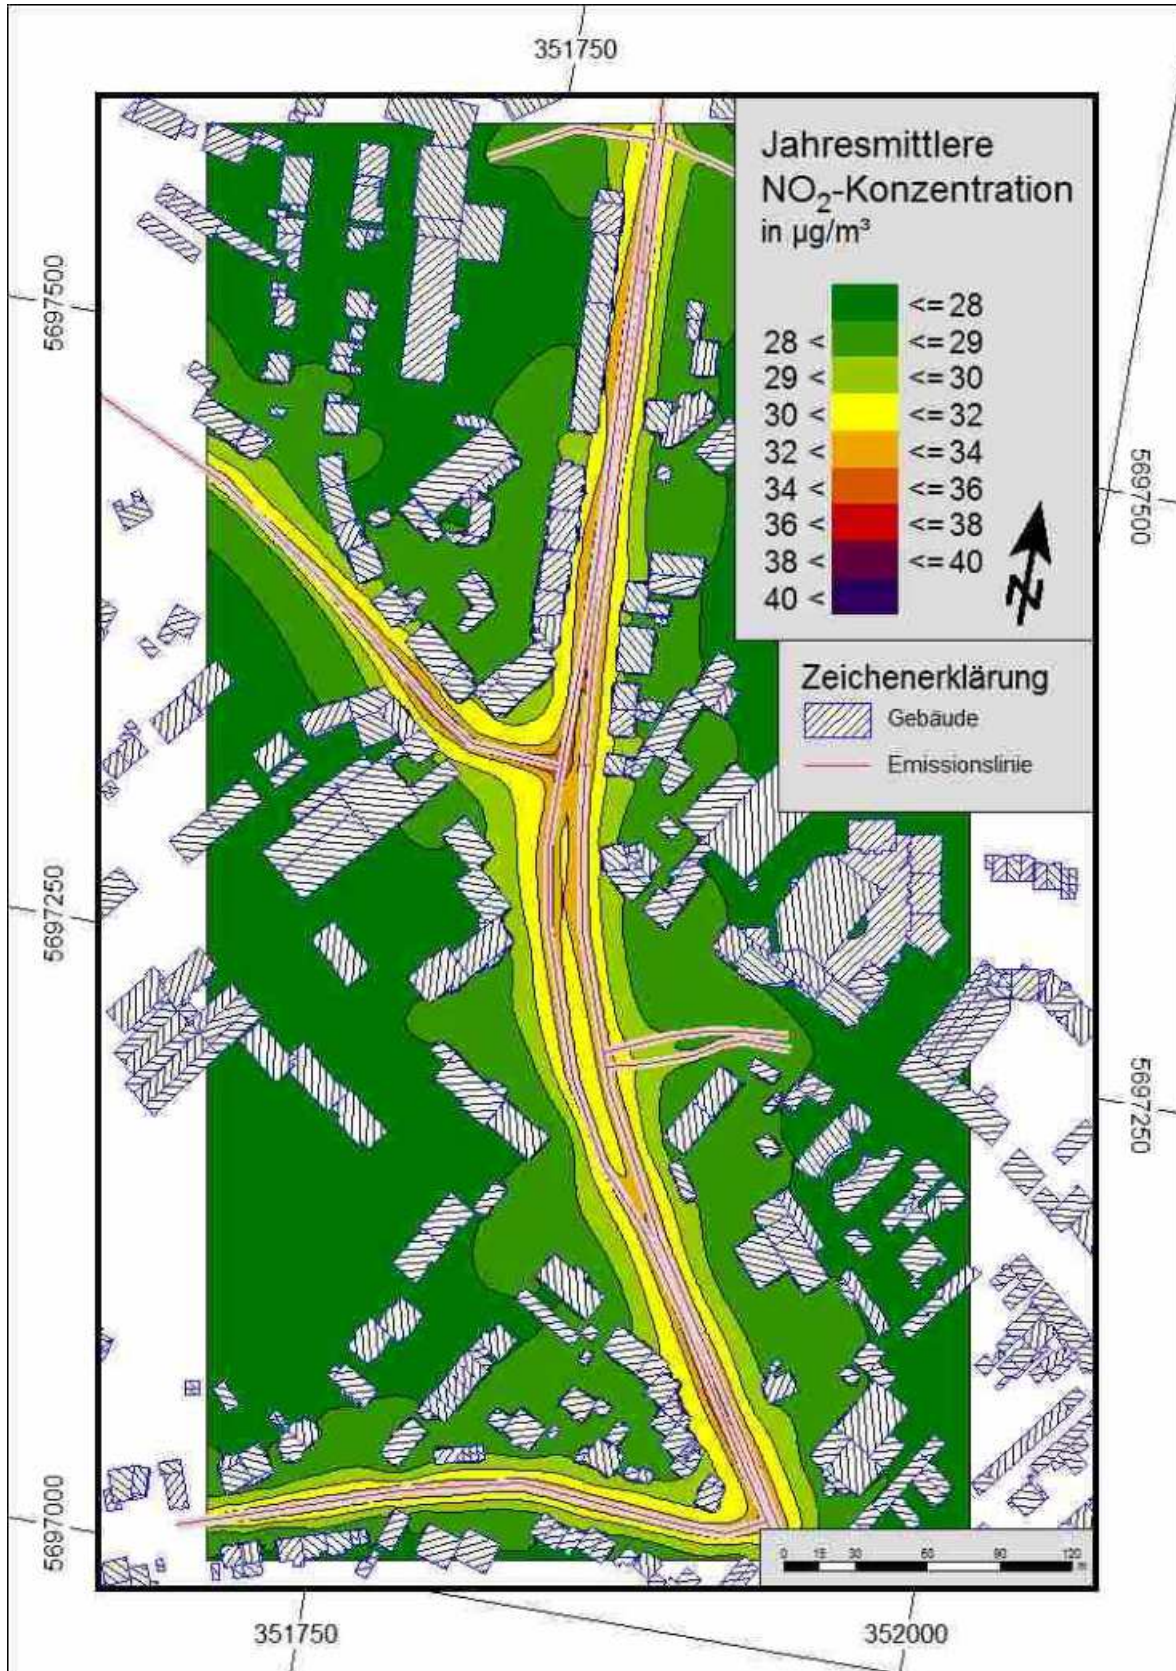 351750
Jahresmittlere
NO₂-Konzentration
in µg/m³
<= 28
28 < <= 29
29 < <= 30
30 < <= 32
32 < <= 34
34 < <= 36
36 < <= 38
38 < <= 40
40 <
N
Zeichenerklärung
Gebäude
Emissionslinie
5697500
5697500
5697250
5697250
5697000
0 15 30 60 90 120
m
351750
352000